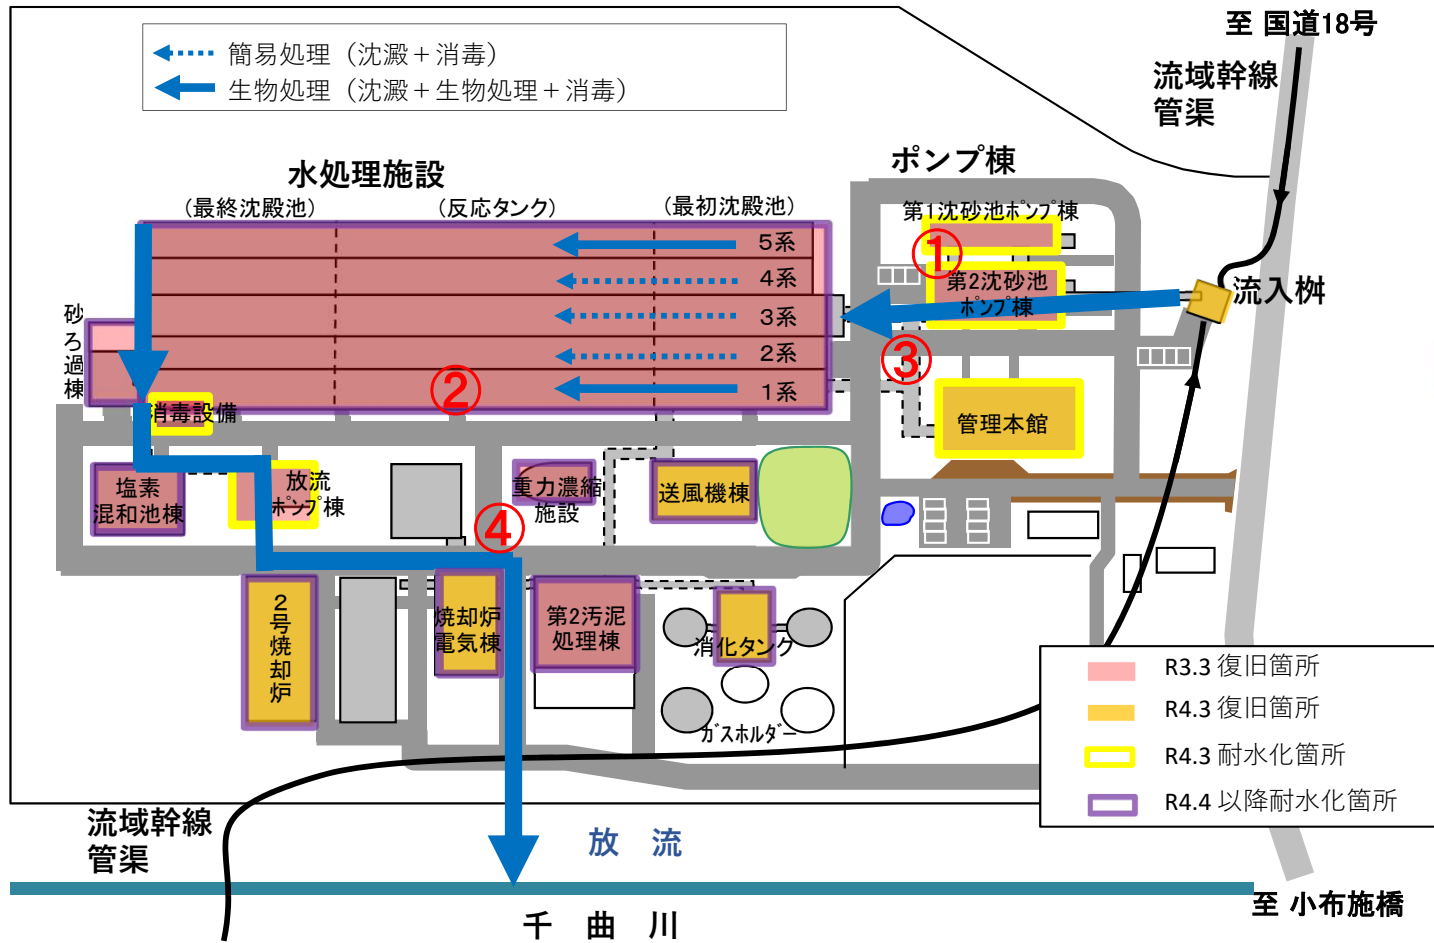 至 国道18号
簡易処理（沈澱＋消毒）
生物処理（沈澱＋生物処理＋消毒）
流域幹線
管渠
水処理施設
ポンプ棟
(最終沈殿池)
(反応タンク)
(最初沈殿池)
第1沈砂池ﾎﾟﾝﾌﾟ棟
5系
①
4系
第2沈砂池
ﾎﾟﾝﾌﾟ棟
流入桝
砂ろ過棟
3系
2系
③
1系
②
消毒設備
管理本館
塩素
混和池棟
放流
ﾎﾟﾝﾌﾟ棟
重力濃縮
施設
送風機棟
④
2号焼却炉
焼却炉
電気棟
第2汚泥
処理棟
消化タンク
ｶﾞｽﾎﾙﾀﾞｰ
R3.3 復旧箇所
R4.3 復旧箇所
R4.3 耐水化箇所
R4.4 以降耐水化箇所
流域幹線
管渠
放 流
千 曲 川
至 小布施橋